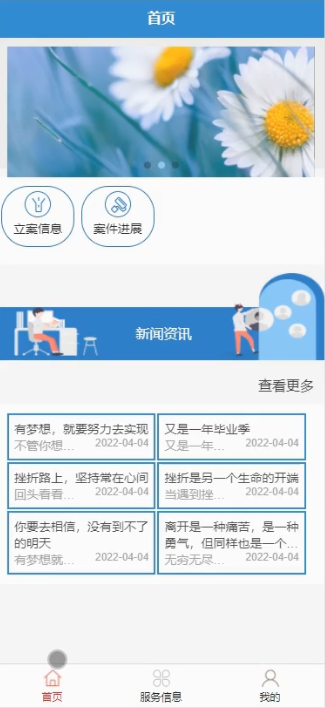 首页
立案信息
案件进展
新闻资讯
查看更多
有梦想，就要努力去实现
不管你想... 2022-04-04
又是一年毕业季
又是一年... 2022-04-04
挫折路上，坚持常在心间
回头看看... 2022-04-04
挫折是另一个生命的开端
当遇到挫... 2022-04-04
你要去相信，没有到不了
的明天
有梦想就... 2022-04-04
离开是一种痛苦，是一种
勇气，但同样也是一个...
无穷无尽... 2022-04-04
首页
服务信息
我的